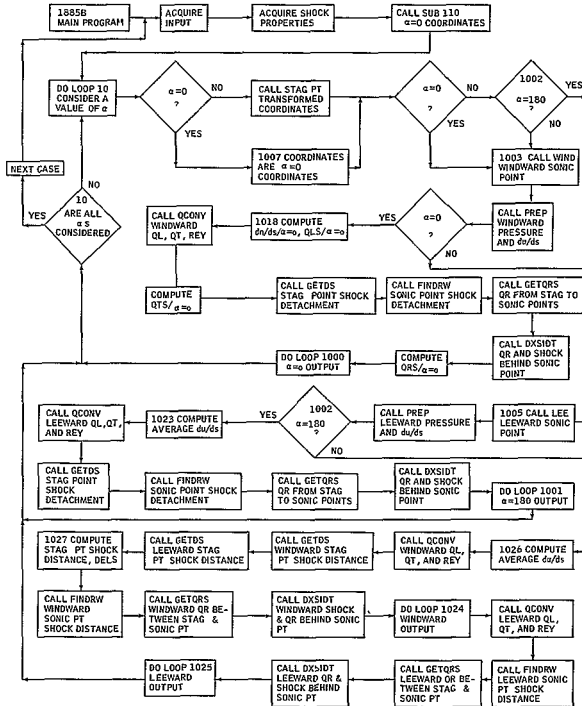 1885B
MAIN PROGRAM
ACQUIRE
INPUT
ACQUIRE SHOCK
PROPERTIES
CALL SUB 110
α=0 COORDINATES
DO LOOP 10
CONSIDER A
VALUE OF α
α=0
?
NO
YES
CALL STAG PT
TRANSFORMED
COORDINATES
1007 COORDINATES
ARE α=0
COORDINATES
α=0
?
NO
YES
1002
α=180
?
YES
NO
1003 CALL WIND
WINDWARD SONIC
POINT
NEXT CASE
NO
10
ARE ALL
α S
CONSIDERED
YES
CALL QCONV
WINDWARD
QL, QT, REY
1018 COMPUTE
du/ds/α=0, QLS/α=0
YES
α=0
?
NO
CALL PREP
WINDWARD
PRESSURE
AND du/ds
COMPUTE
QTS/α=0
CALL GETDS
STAG POINT SHOCK
DETACHMENT
CALL FINDRW
SONIC POINT SHOCK
DETACHMENT
CALL GETQRS
QR FROM STAG TO
SONIC POINTS
CALL DXSIDT
QR AND SHOCK
BEHIND SONIC
POINT
COMPUTE
QRS/α=0
DO LOOP 1000
α=0 OUTPUT
CALL QCONV
LEEWARD QL,QT,
AND REY
1023 COMPUTE
AVERAGE du/ds
YES
1002
α=180
?
NO
CALL PREP
LEEWARD PRESSURE
AND du/ds
1005 CALL LEE
LEEWARD SONIC
POINT
CALL GETDS
STAG POINT
SHOCK
DETACHMENT
CALL FINDRW
SONIC POINT SHOCK
DETACHMENT
CALL GETQRS
QR FROM STAG
TO SONIC POINTS
CALL DXSIDT
QR AND SHOCK
BEHIND SONIC
POINT
DO LOOP 1001
α=180 OUTPUT
1027 COMPUTE
STAG PT SHOCK
DISTANCE, DELS
CALL GETDS
LEEWARD STAG
PT SHOCK DISTANCE
CALL GETDS
WINDWARD STAG
PT SHOCK DISTANCE
CALL QCONV
WINDWARD QL,
QT, AND REY
1026 COMPUTE
AVERAGE du/ds
CALL FINDRW
WINDWARD
SONIC PT
SHOCK DISTANCE
CALL GETQRS
WINDWARD QR BE-
TWEEN STAG &
SONIC PT
CALL DXSIDT
WINDWARD SHOCK
& QR BEHIND SONIC
PT
DO LOOP 1024
WINDWARD
OUTPUT
CALL QCONV
LEEWARD QL,
QT, AND REY
DO LOOP 1025
LEEWARD
OUTPUT
CALL DXSIDT
LEEWARD QR &
SHOCK BEHIND
SONIC PT
CALL GETQRS
LEEWARD QR BE-
TWEEN STAG &
SONIC PT
CALL FINDRW
LEEWARD SONIC
PT SHOCK
DISTANCE